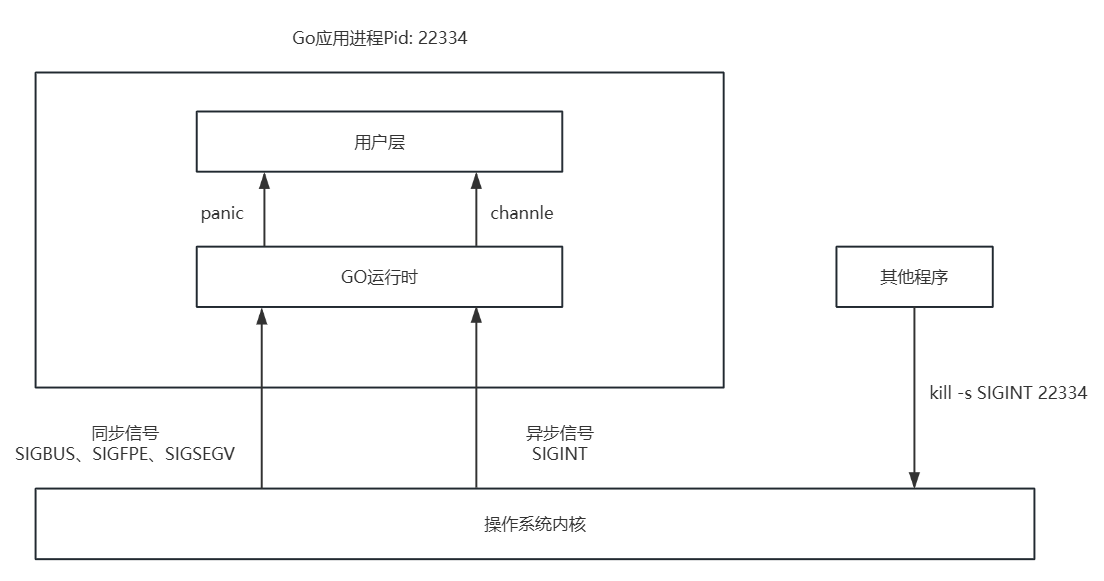 Go应用进程Pid: 22334
用户层
panic
channle
GO运行时
其他程序
kill -s SIGINT 22334
同步信号
SIGBUS、SIGFPE、SIGSEGV
异步信号
SIGINT
操作系统内核